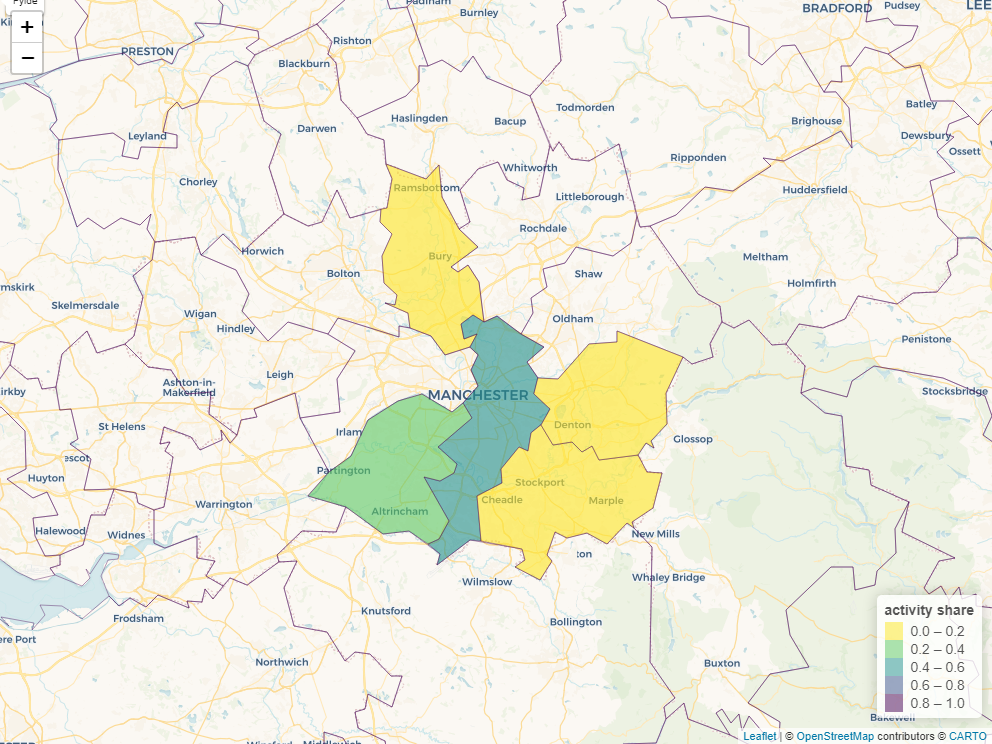 Fylde
+
−
Padiham
Burnley
BRADFORD
Pudsey
LEE
PRESTON
Rishton
Blackburn
Todmorden
Batley
Haslingden
Bacup
Brighouse
Darwen
Leyland
Dewsbury
Ossett
Ripponden
Whitworth
Chorley
Ramsbottom
Huddersfield
Littleborough
Rochdale
Horwich
Bury
Meltham
Bolton
Shaw
Holmfirth
mskirk
Skelmersdale
Wigan
Oldham
Hindley
Penistone
Leigh
Ashton-in-
Makerfield
irkby
MANCHESTER
Stocksbridge
St Helens
Denton
Irlam
Glossop
escot
Partington
Huyton
Stockport
Warrington
Cheadle
Marple
Altrincham
Halewood
Widnes
New Mills
ton
Wilmslow
Whaley Bridge
Knutsford
Frodsham
Bollington
ere Port
Northwich
Buxton
activity share
0.0 – 0.2
0.2 – 0.4
0.4 – 0.6
0.6 – 0.8
0.8 – 1.0
Bakewell
Winsford
Middlewich
Leaflet | © OpenStreetMap contributors © CARTO